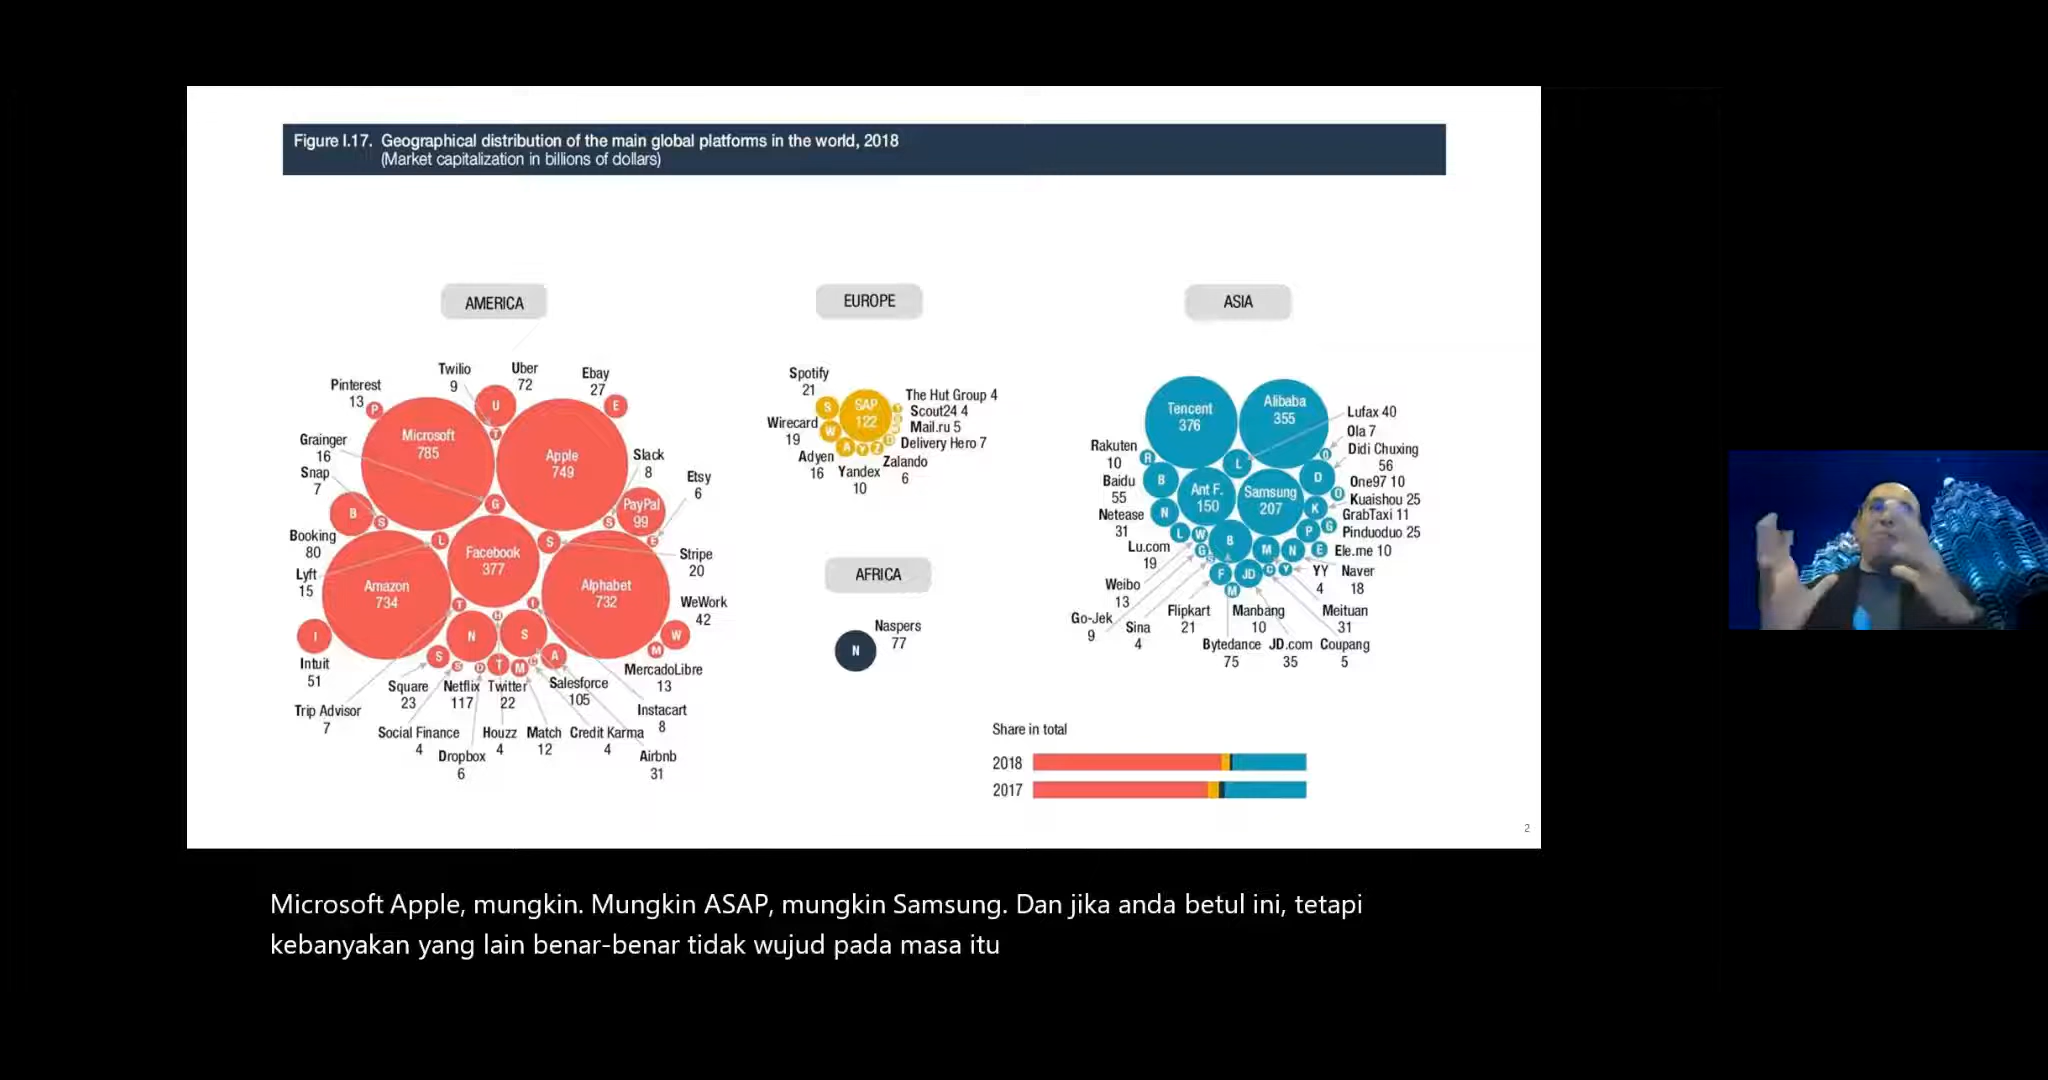 Figure I.17. Geographical distribution of the main global platforms in the world, 2018
(Market capitalization in billions of dollars)
AMERICA
Twilio
9
Uber
72
Ebay
27
E
Pinterest
13
P
U
T
Microsoft
785
Apple
749
Grainger
16
Snap
7
Slack
8
Etsy
6
G
PayPal
99
B
S
S
E
Booking
80
L
Facebook
377
S
Stripe
20
Lyft
15
Amazon
734
Alphabet
732
WeWork
42
T
I
H
I
N
S
W
M
Intuit
51
S
S
D
T
M
C
A
MercadoLibre
13
Square
23
Netflix
117
Twitter
22
Salesforce
105
Trip Advisor
7
Instacart
8
Social Finance
4
Houzz
4
Match
12
Credit Karma
4
Dropbox
6
Airbnb
31
EUROPE
Spotify
21
S
SAP
122
The Hut Group 4
Scout24 4
Mail.ru 5
Delivery Hero 7
Wirecard
19
W
A
Y
Z
D
Adyen
16
Yandex
10
Zalando
6
AFRICA
Naspers
77
N
ASIA
Tencent
376
Alibaba
355
Lufax 40
Ola 7
Didi Chuxing
56
One97 10
Kuaishou 25
GrabTaxi 11
Pinduoduo 25
Ele.me 10
Rakuten
10
R
L
O
Baidu
55
B
Ant F.
150
Samsung
207
D
O
K
Netease
31
N
G
P
L
W
B
M
N
E
Lu.com
19
G
S
F
JD
C
Y
M
YY
4
Naver
18
Weibo
13
Go-Jek
9
Sina
4
Flipkart
21
Manbang
10
Meituan
31
Bytedance
75
JD.com
35
Coupang
5
Share in total
2018
2017
2
Microsoft Apple, mungkin. Mungkin ASAP, mungkin Samsung. Dan jika anda betul ini, tetapi
kebanyakan yang lain benar-benar tidak wujud pada masa itu